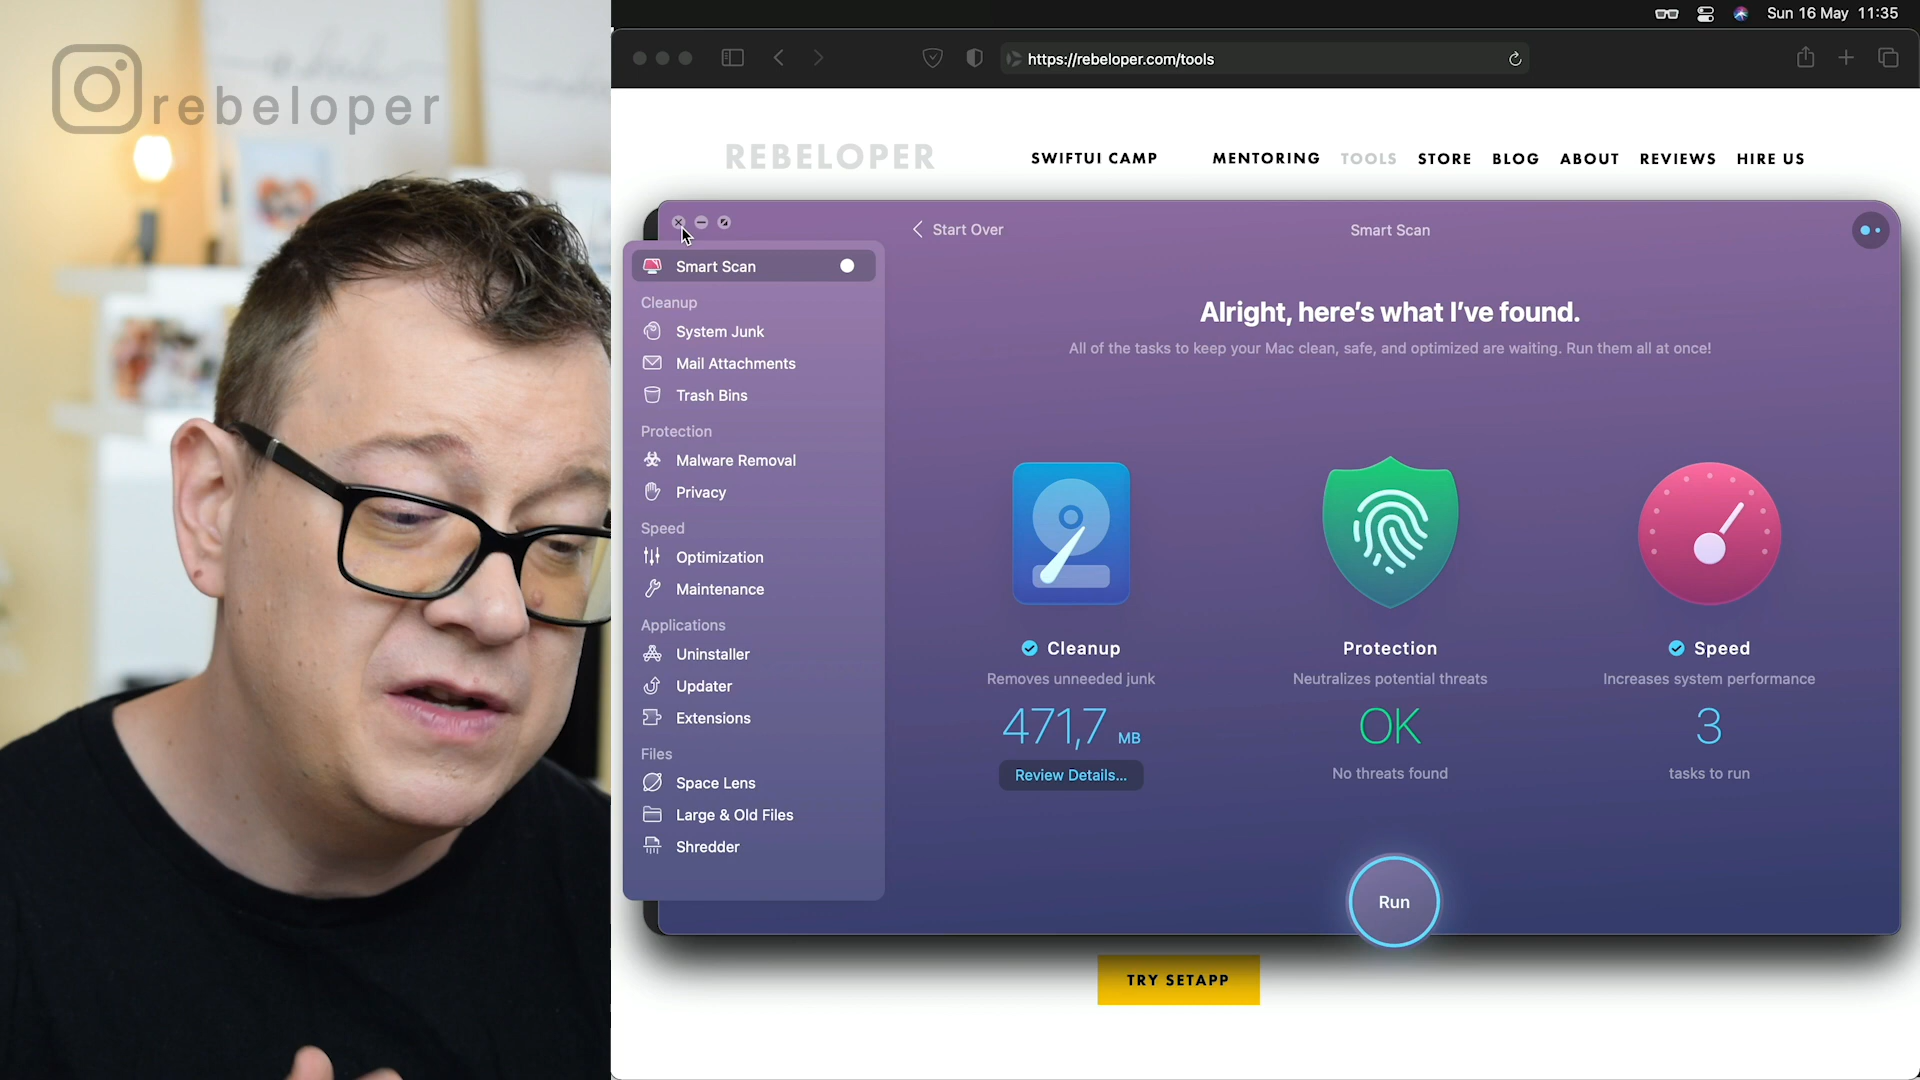 rebeloper
Sun 16 May 11:35
https://rebeloper.com/tools
REBELOPER
SWIFTUI CAMP MENTORING TOOLS STORE BLOG ABOUT REVIEWS HIRE US
Start Over
Smart Scan
Smart Scan
Cleanup
System Junk
Mail Attachments
Trash Bins
Protection
Malware Removal
Privacy
Speed
Optimization
Maintenance
Applications
Uninstaller
Updater
Extensions
Files
Space Lens
Large & Old Files
Shredder
Alright, here's what I've found.
All of the tasks to keep your Mac clean, safe, and optimized are waiting. Run them all at once!
Cleanup
Removes unneeded junk
471,7 MB
Review Details...
Protection
Neutralizes potential threats
OK
No threats found
Speed
Increases system performance
3
tasks to run
Run
TRY SETAPP